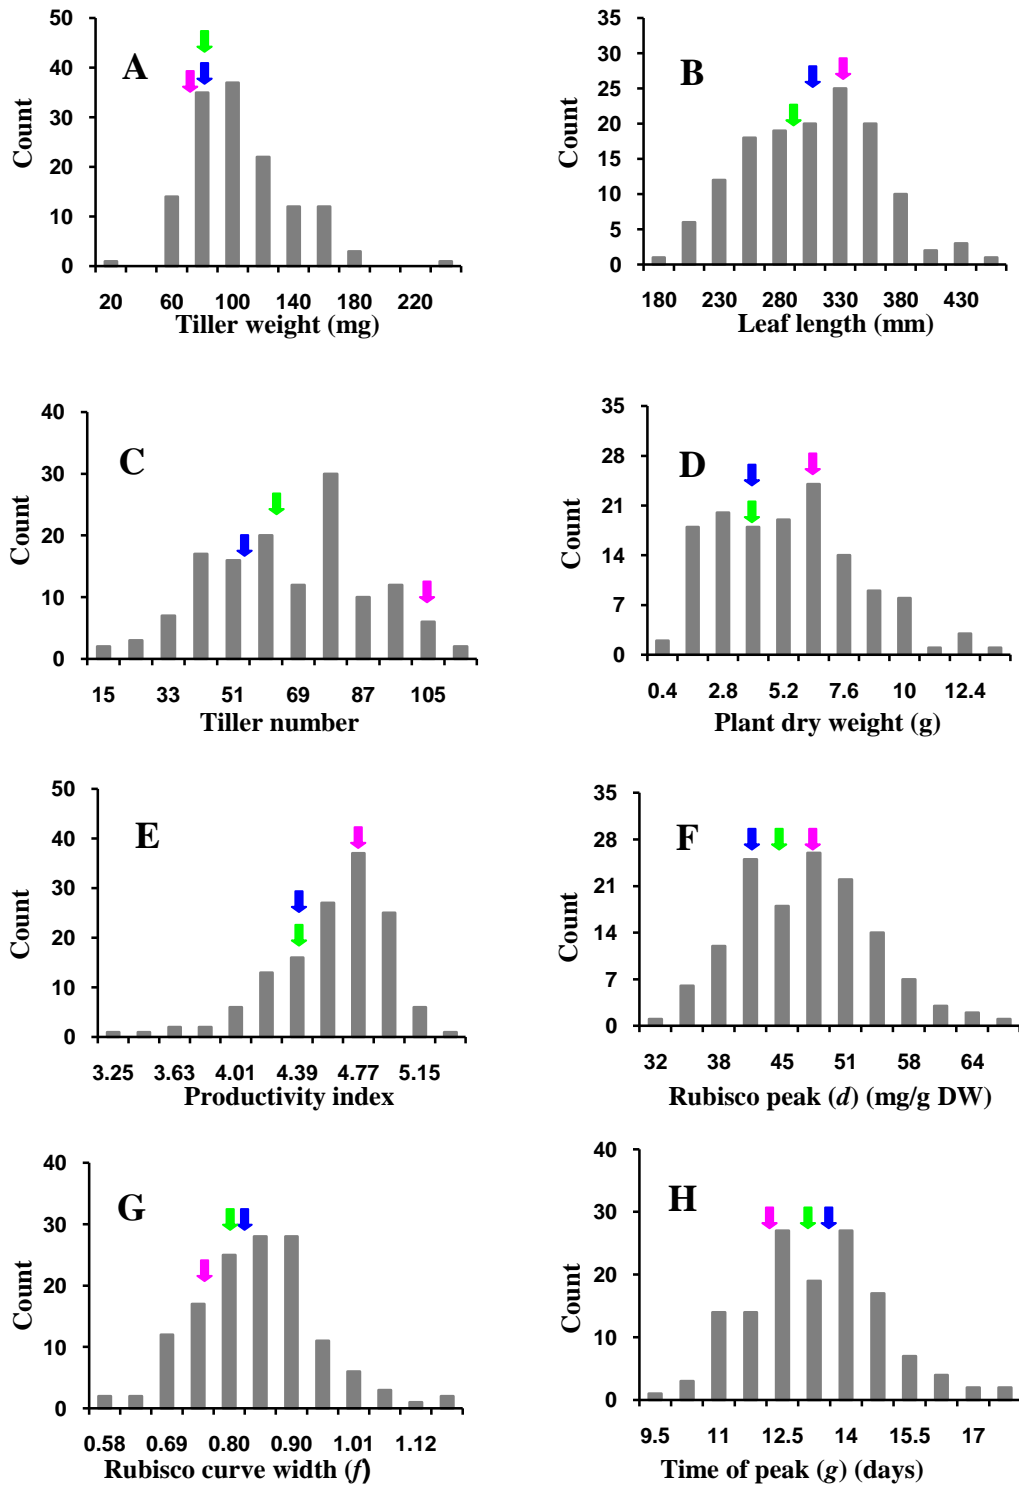 A
Count
50
40
30
20
10
0
20 60 100 140 180 220
Tiller weight (mg)
B
Count
35
30
25
20
15
10
5
0
180 230 280 330 380 430
Leaf length (mm)
C
Count
40
30
20
10
0
15 33 51 69 87 105
Tiller number
D
Count
35
28
21
14
7
0
0.4 2.8 5.2 7.6 10 12.4
Plant dry weight (g)
E
Count
50
40
30
20
10
0
3.25 3.63 4.01 4.39 4.77 5.15
Productivity index
F
Count
35
28
21
14
7
0
32 38 45 51 58 64
Rubisco peak (d) (mg/g DW)
G
Count
40
30
20
10
0
0.58 0.69 0.80 0.90 1.01 1.12
Rubisco curve width (f)
H
Count
40
30
20
10
0
9.5 11 12.5 14 15.5 17
Time of peak (g) (days)